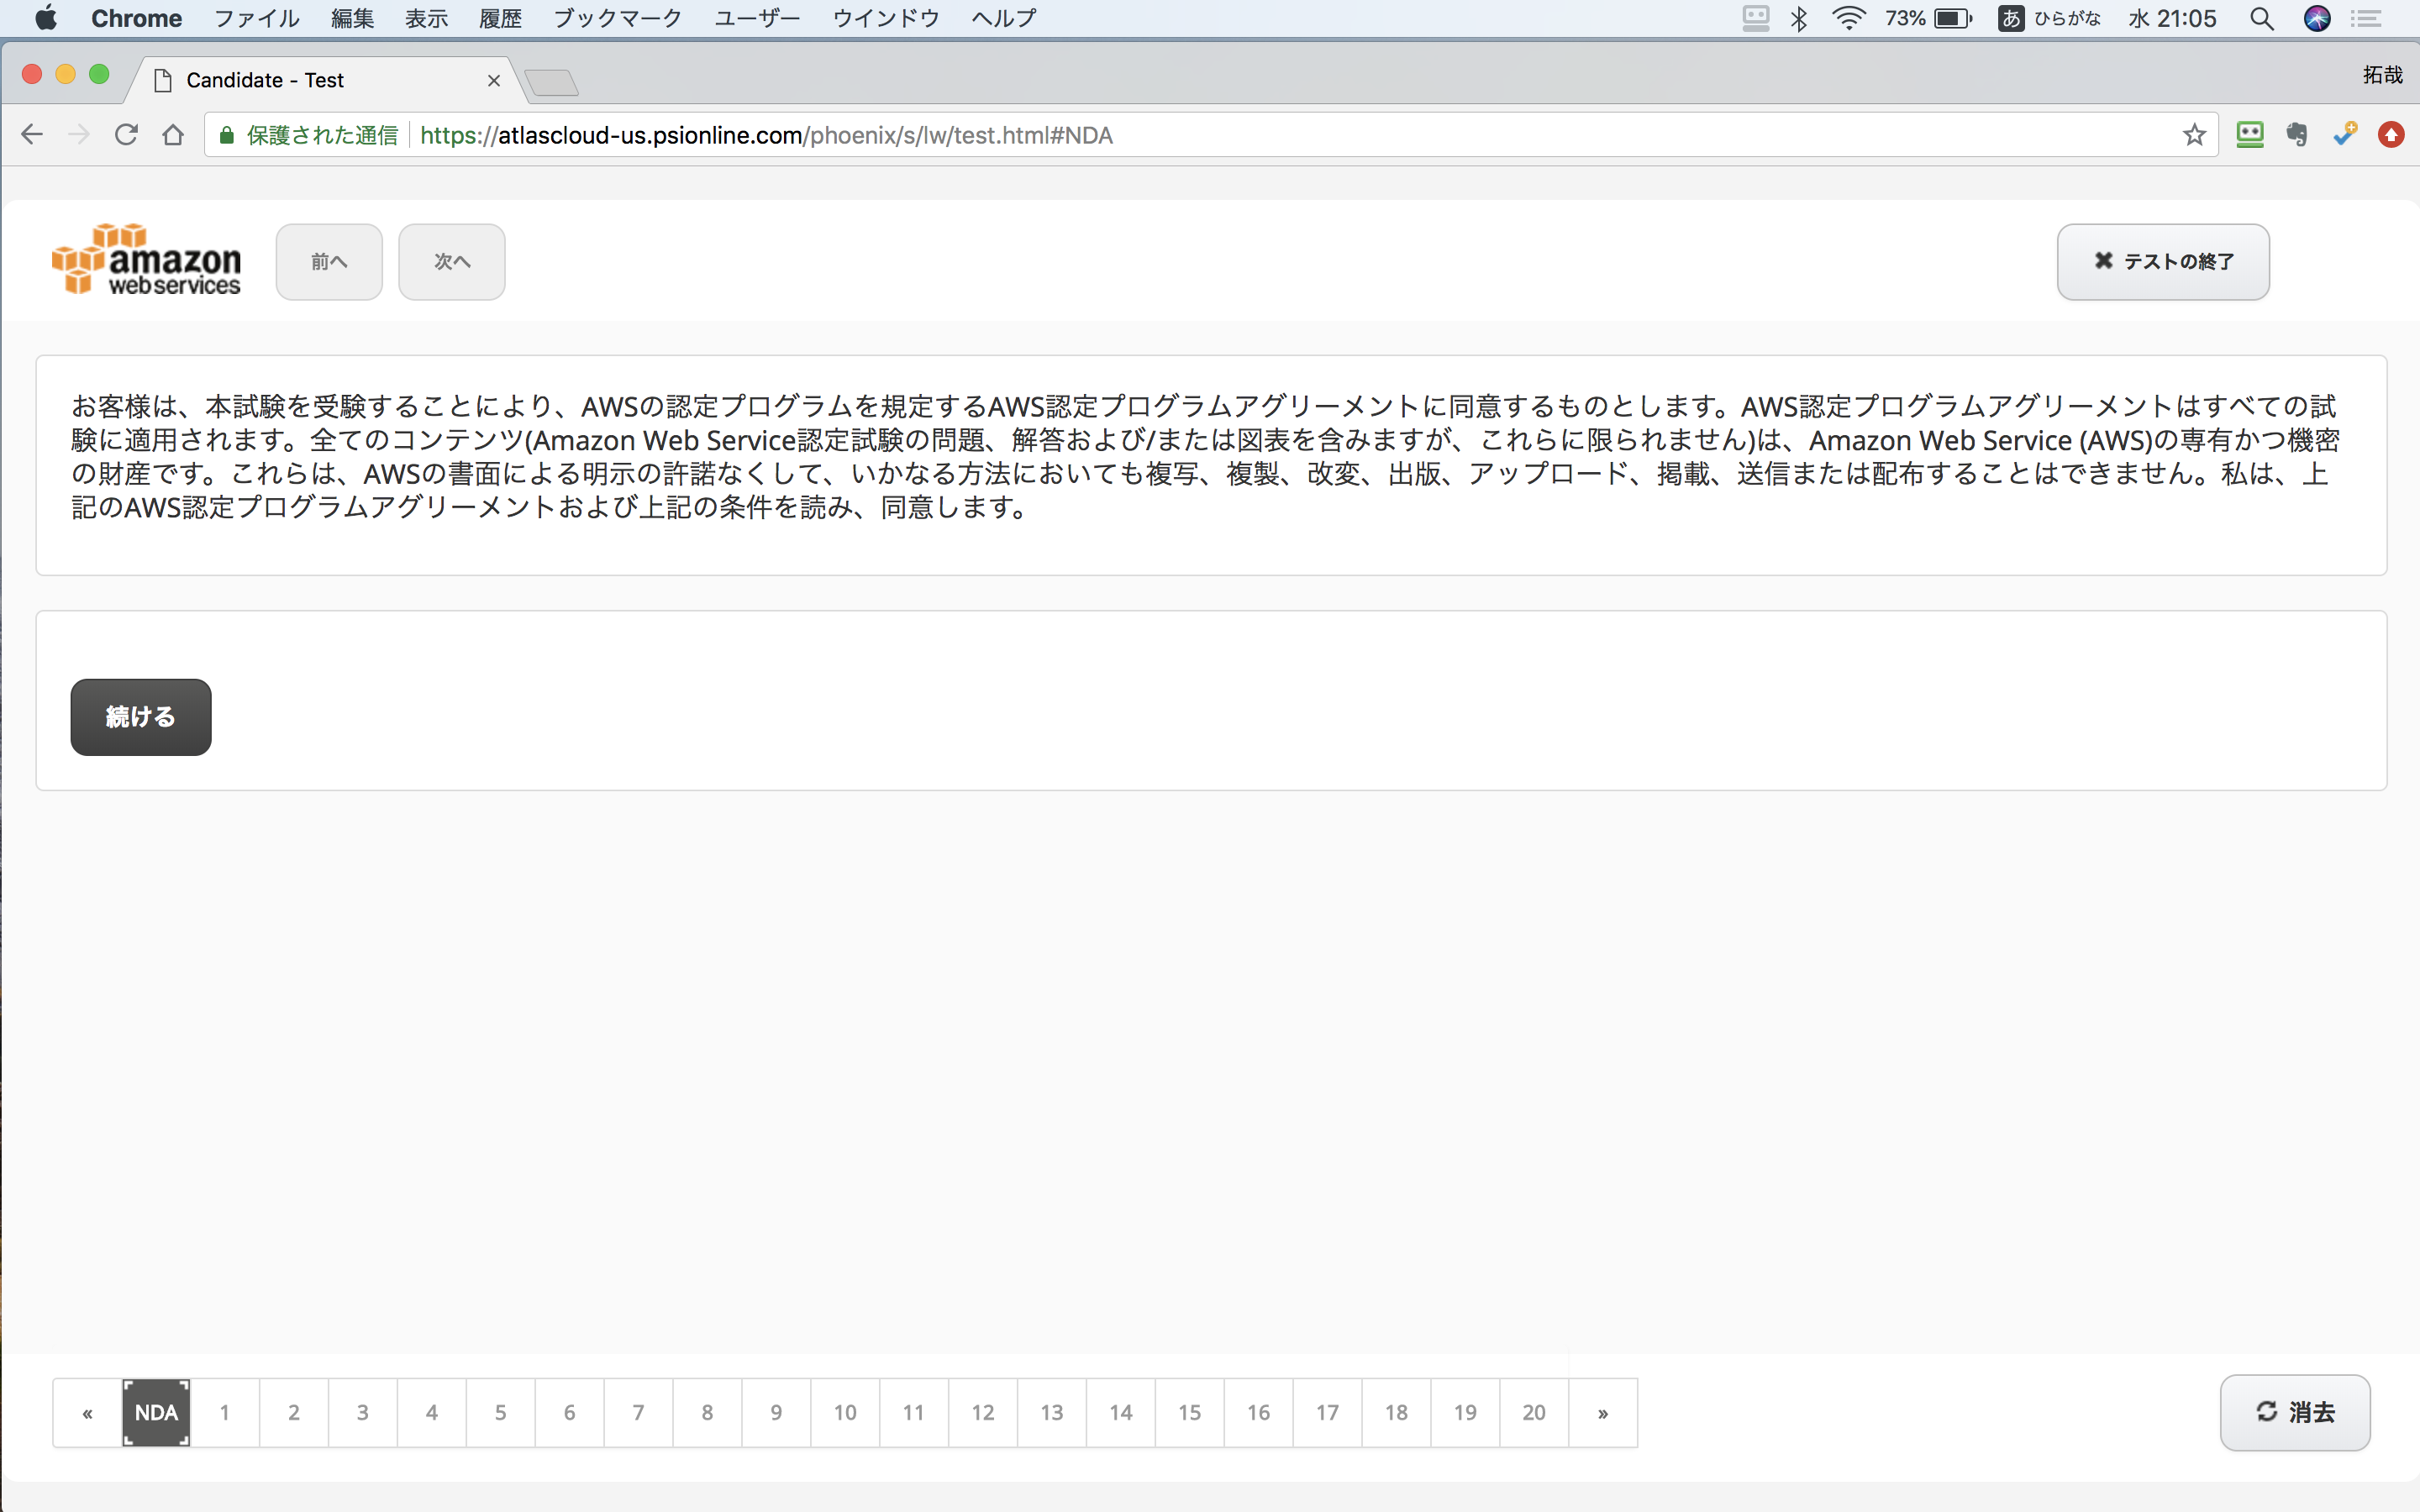 Chrome ファイル 編集 表示 履歴 ブックマーク ユーザー ウインドウ ヘルプ 73% あ ひらがな 水 21:05
Candidate - Test × 拓哉
保護された通信 https://atlascloud-us.psionline.com/phoenix/s/lw/test.html#NDA
amazon
webservices
前へ 次へ ✖ テストの終了
お客様は、本試験を受験することにより、AWSの認定プログラムを規定するAWS認定プログラムアグリーメントに同意するものとします。AWS認定プログラムアグリーメントはすべての試
験に適用されます。全てのコンテンツ(Amazon Web Service認定試験の問題、解答および/または図表を含みますが、これらに限られません)は、Amazon Web Service (AWS)の専有かつ機密
の財産です。これらは、AWSの書面による明示の許諾なくして、いかなる方法においても複写、複製、改変、出版、アップロード、掲載、送信または配布することはできません。私は、上
記のAWS認定プログラムアグリーメントおよび上記の条件を読み、同意します。
続ける
« NDA 1 2 3 4 5 6 7 8 9 10 11 12 13 14 15 16 17 18 19 20 » 消去